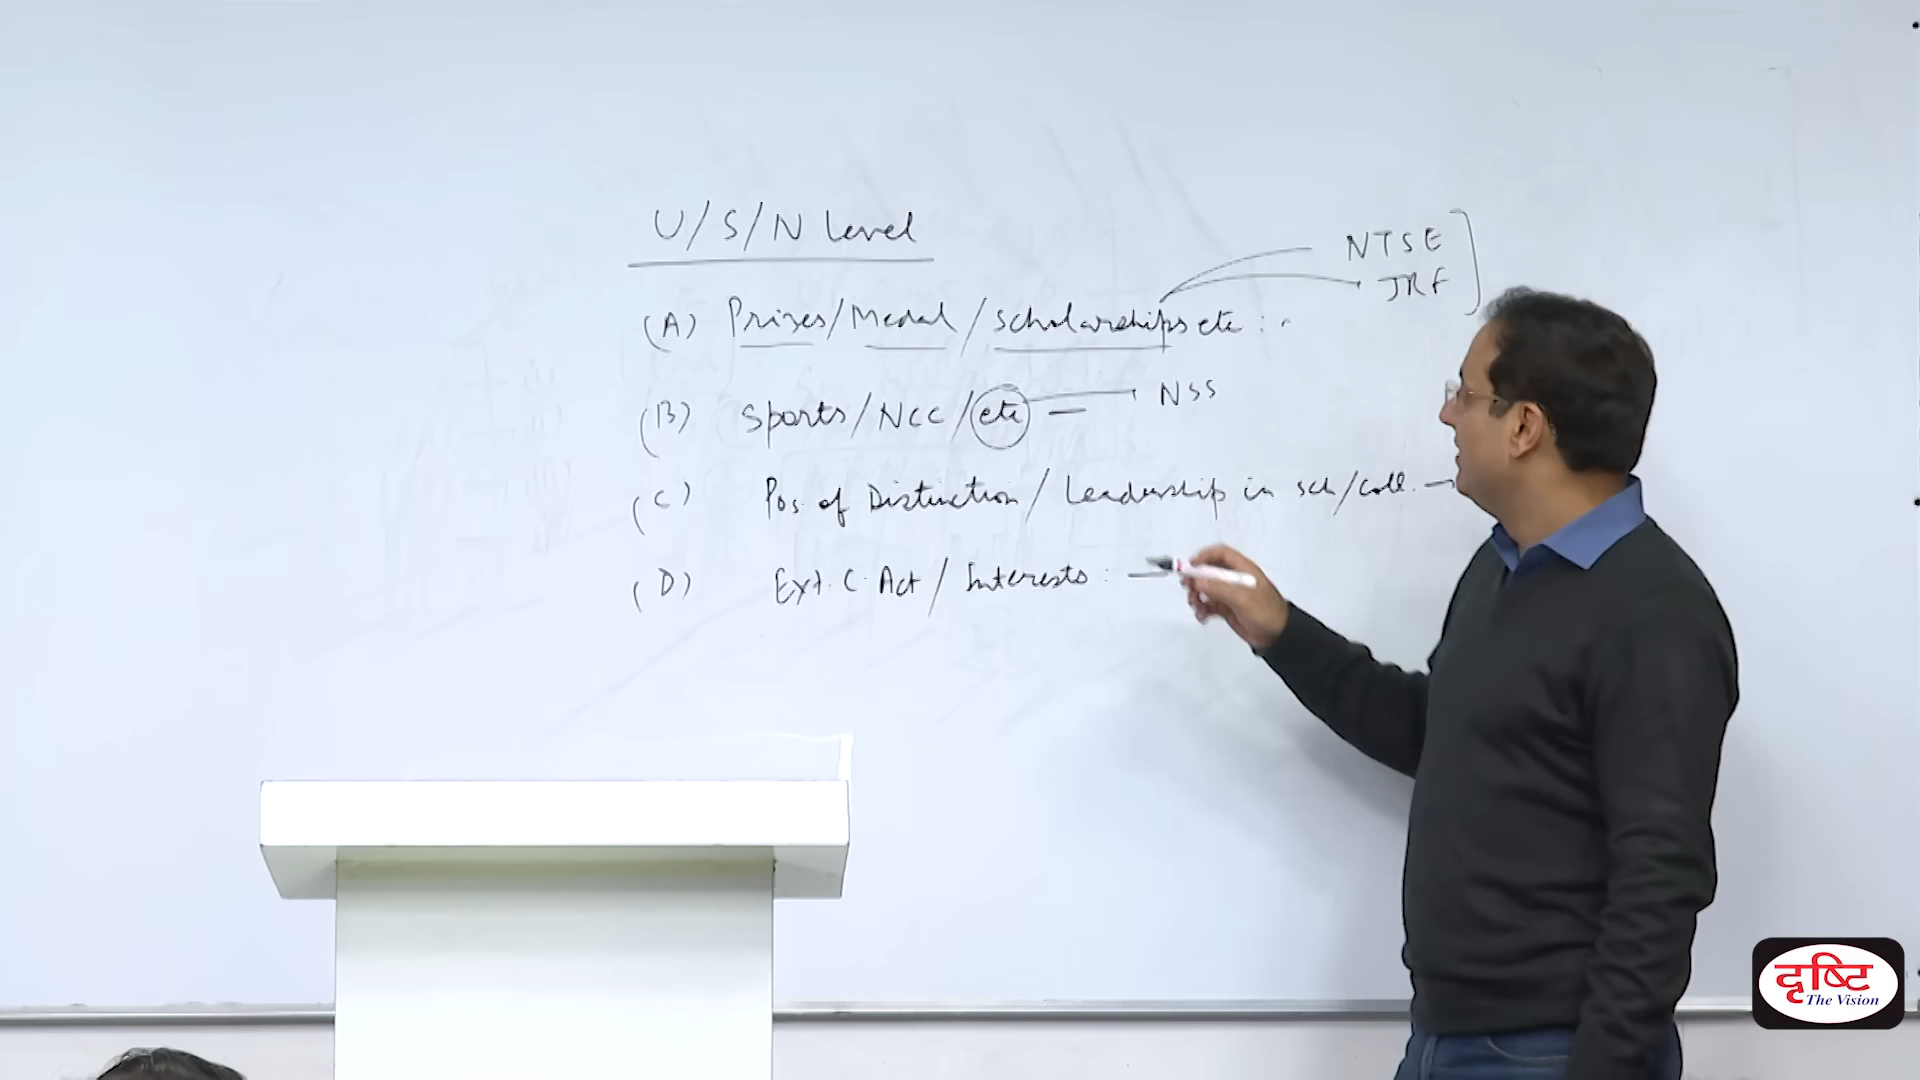 U/S/N Level
NTSE
JRF
(A) Prizes/Medal/Scholarships etc :-
(B) Sports/NCC/etc — NSS
(C) Pos. of Distinction/Leadership in sch/coll. —
(D) Ext. C. Act/Interests: —
दृष्टि
The Vision